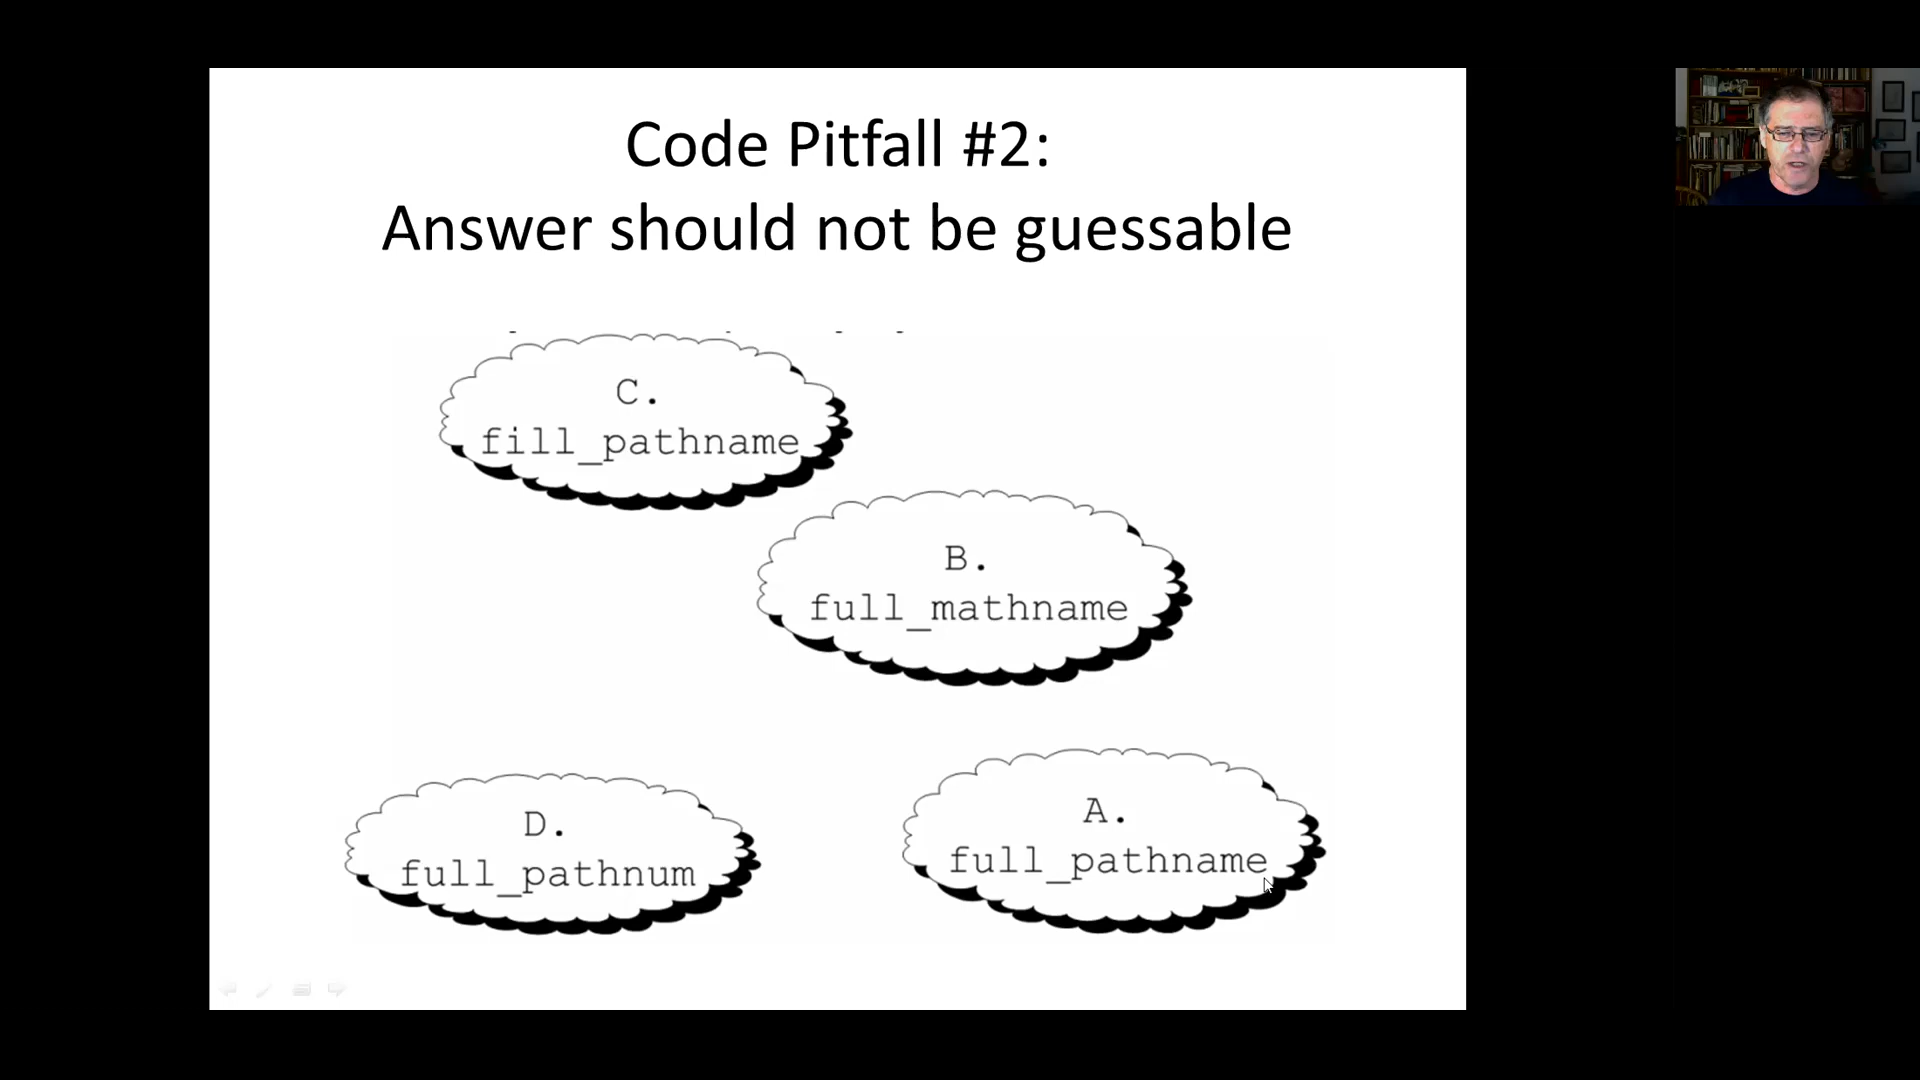 Code Pitfall #2:
Answer should not be guessable
C.
fill_pathname
B.
full_mathname
D.
full_pathnum
A.
full_pathname